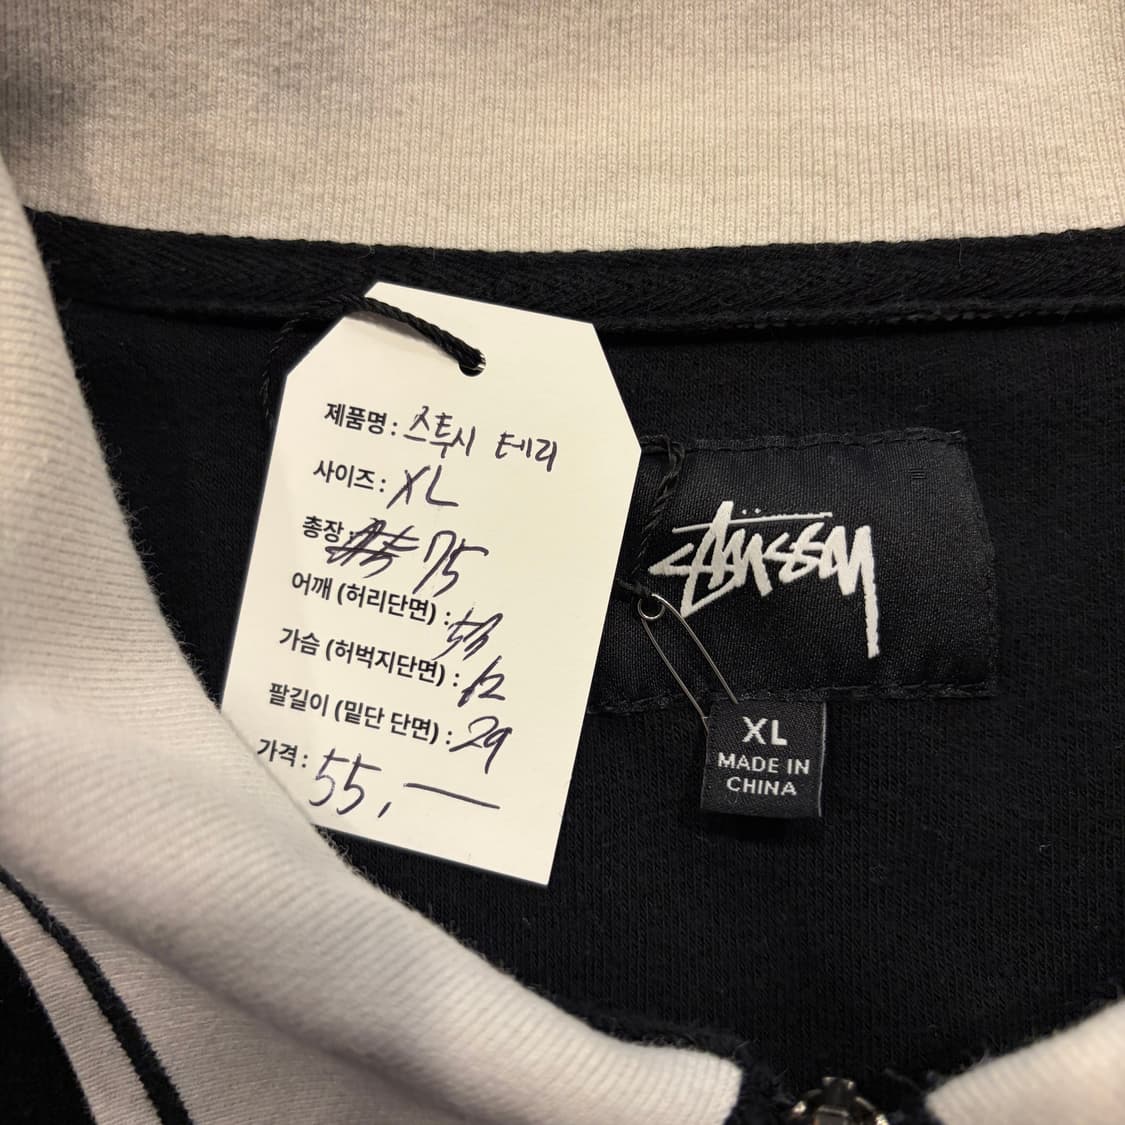 제품명 : 스투시 테리
사이즈 : XL
총장 : 75
어깨 (허리단면) :
가슴 (허벅지단면) : 62
팔길이 (밑단 단면) : 29
가격 : 55,—
STÜSSY
XL
MADE IN
CHINA